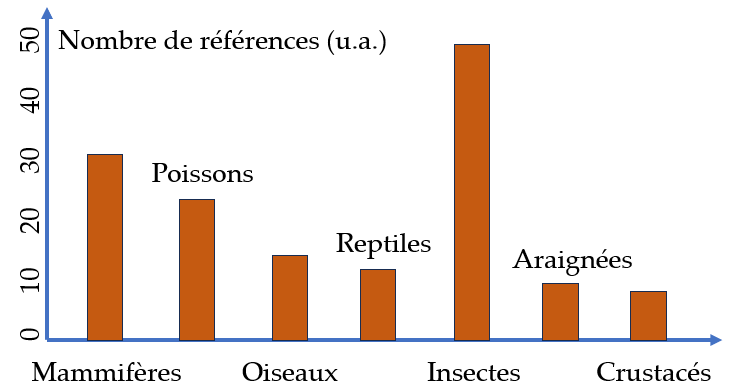 Nombre de références (u.a.)
50
40
30
20
10
0
Poissons
Reptiles
Araignées
Mammifères
Oiseaux
Insectes
Crustacés